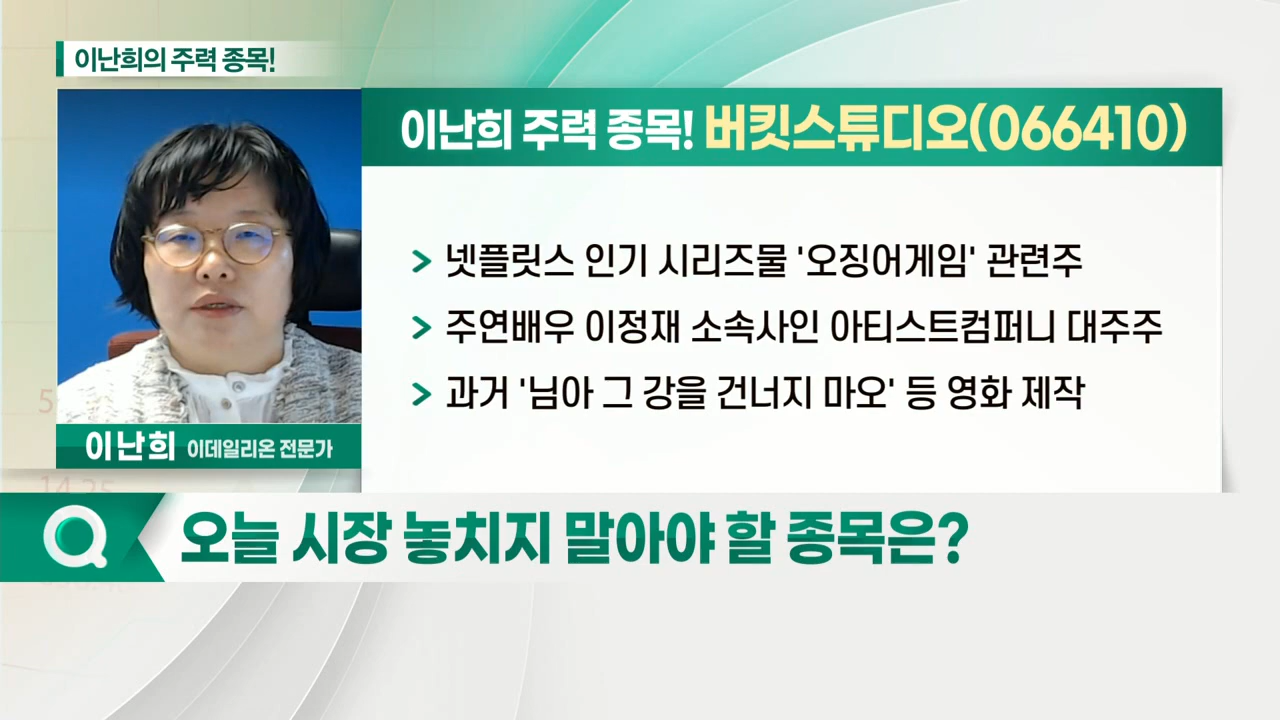 이난희의 주력 종목!
이난희 주력 종목! 버킷스튜디오(066410)
> 넷플릿스 인기 시리즈물 '오징어게임' 관련주
> 주연배우 이정재 소속사인 아티스트컴퍼니 대주주
> 과거 '님아 그 강을 건너지 마오' 등 영화 제작
이난희 이데일리온 전문가
오늘 시장 놓치지 말아야 할 종목은?